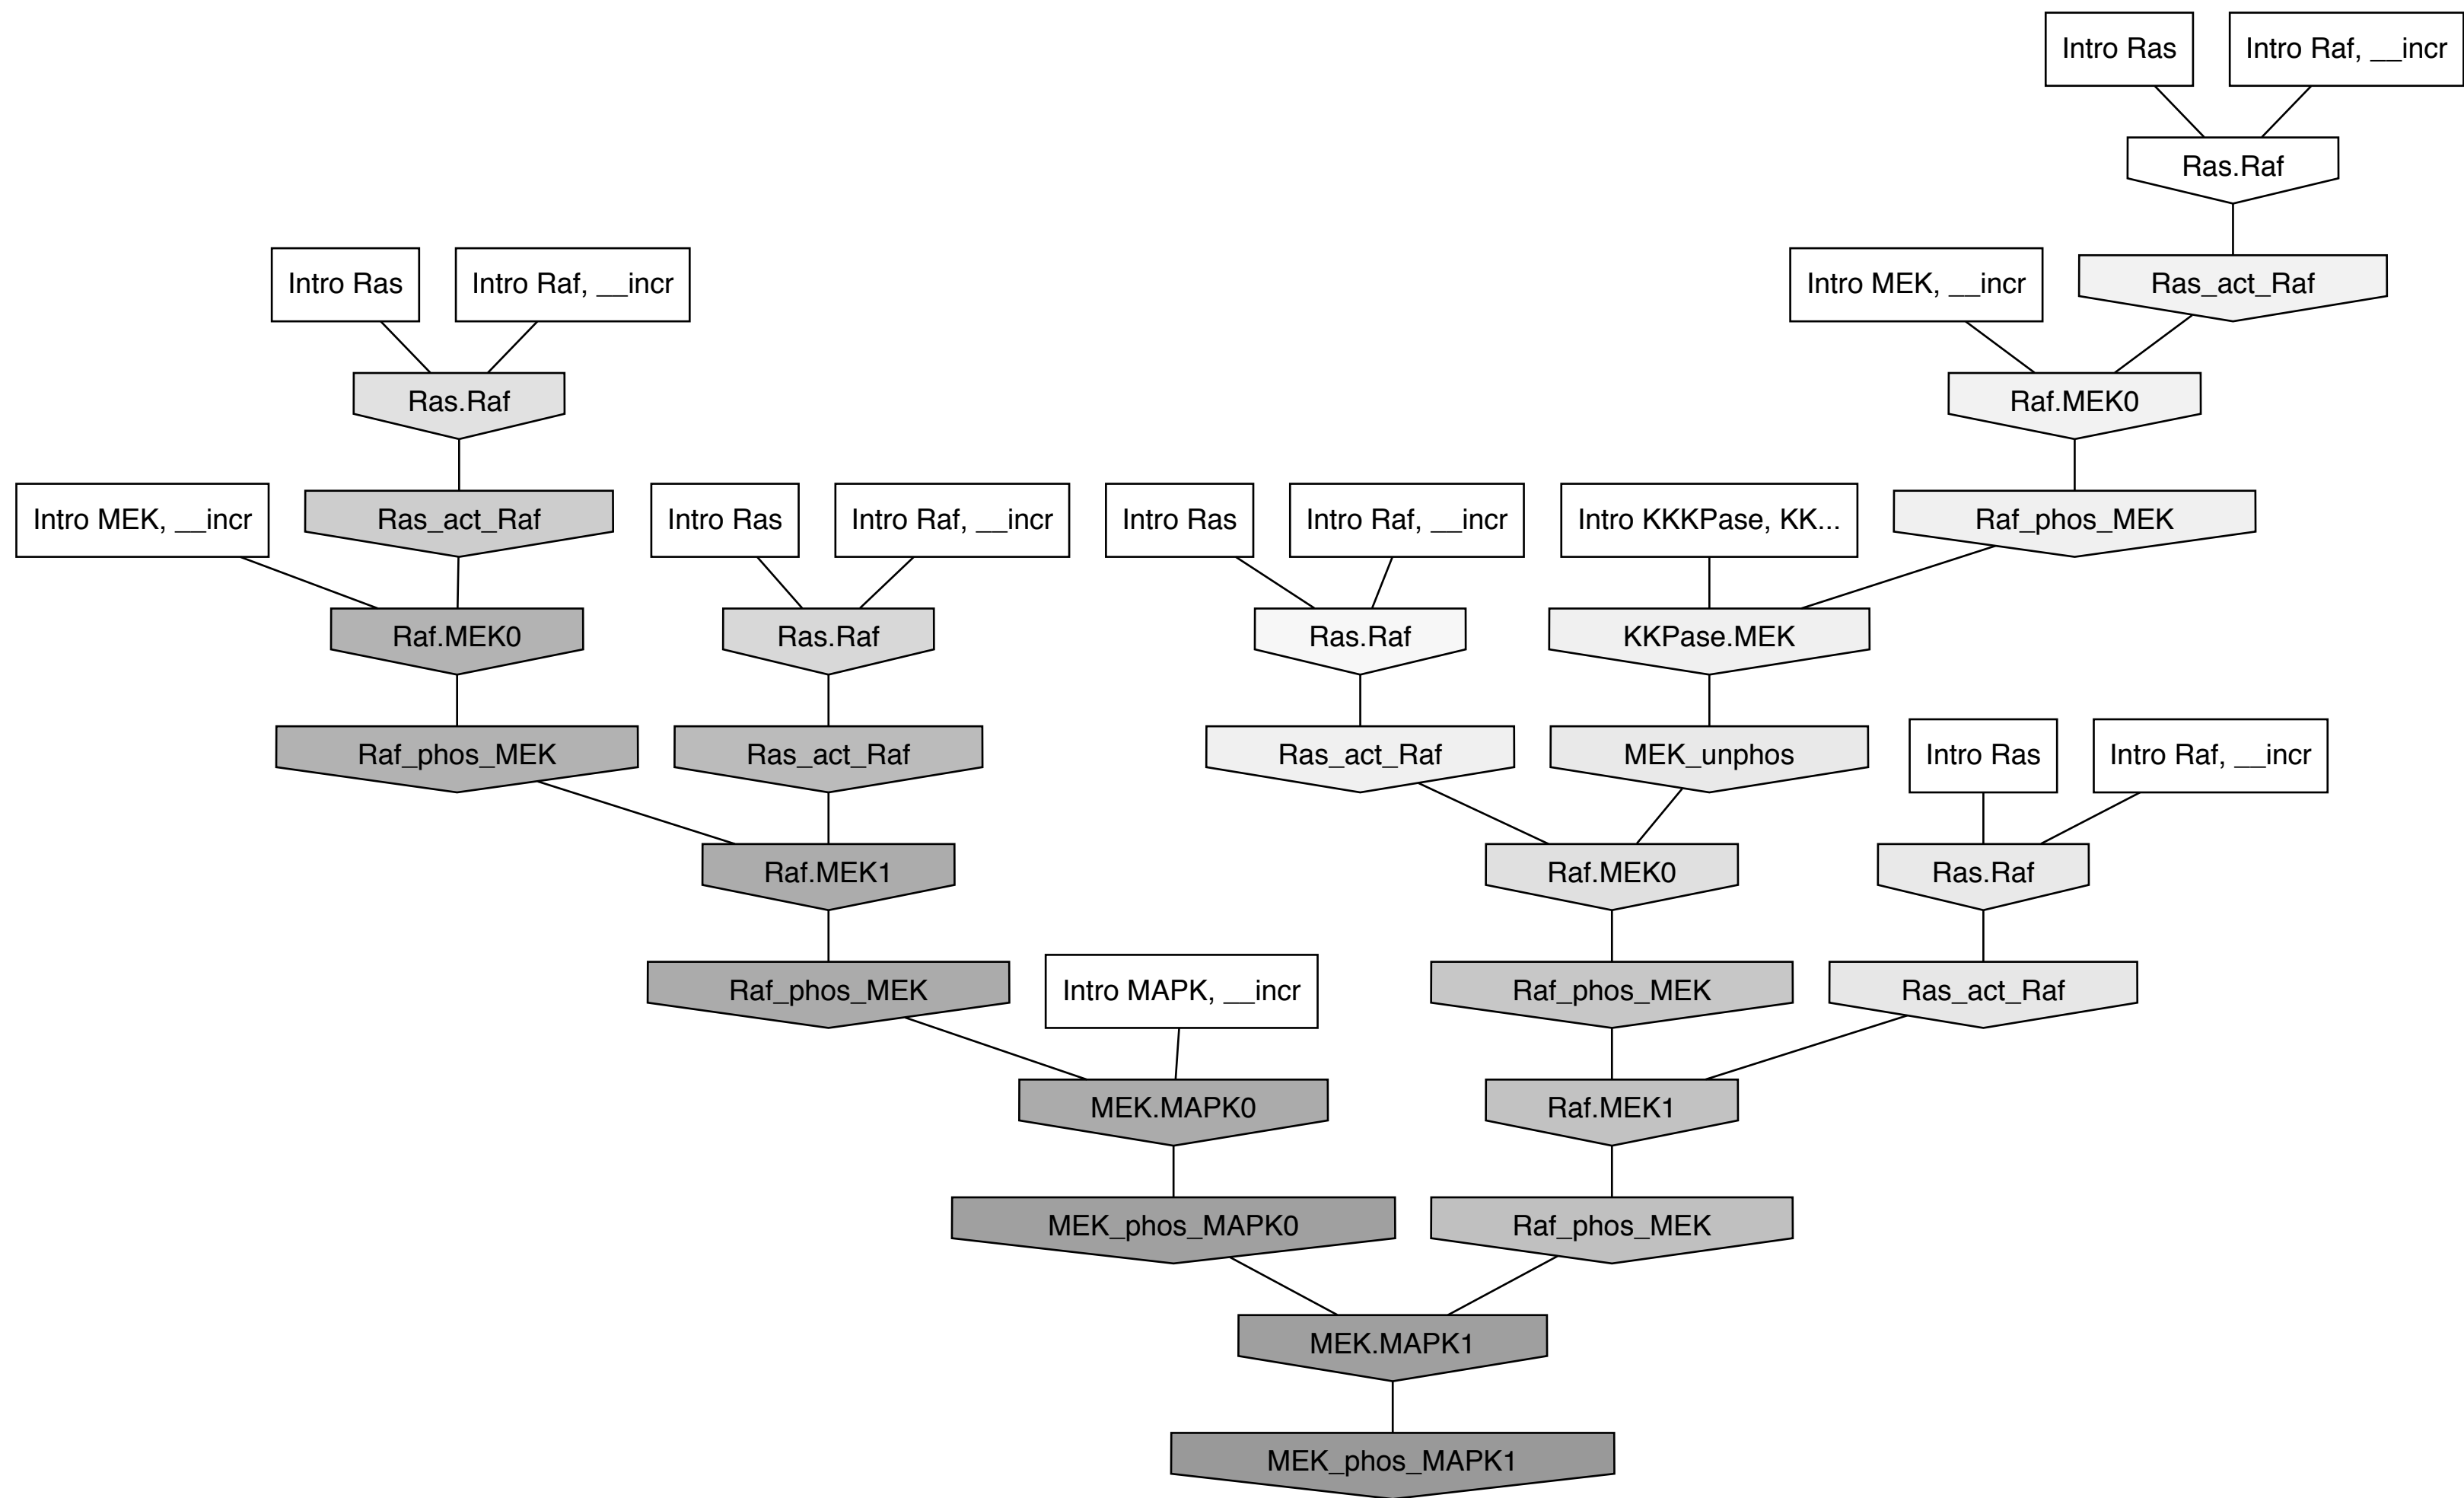 Intro Ras
Intro Raf, __incr
Ras.Raf
Intro Ras
Intro Raf, __incr
Intro MEK, __incr
Ras_act_Raf
Ras.Raf
Raf.MEK0
Intro MEK, __incr
Ras_act_Raf
Intro Ras
Intro Raf, __incr
Intro Ras
Intro Raf, __incr
Intro KKKPase, KK...
Raf_phos_MEK
Raf.MEK0
Ras.Raf
Ras.Raf
KKPase.MEK
Raf_phos_MEK
Ras_act_Raf
Ras_act_Raf
MEK_unphos
Intro Ras
Intro Raf, __incr
Raf.MEK1
Raf.MEK0
Ras.Raf
Raf_phos_MEK
Intro MAPK, __incr
Raf_phos_MEK
Ras_act_Raf
MEK.MAPK0
Raf.MEK1
MEK_phos_MAPK0
Raf_phos_MEK
MEK.MAPK1
MEK_phos_MAPK1